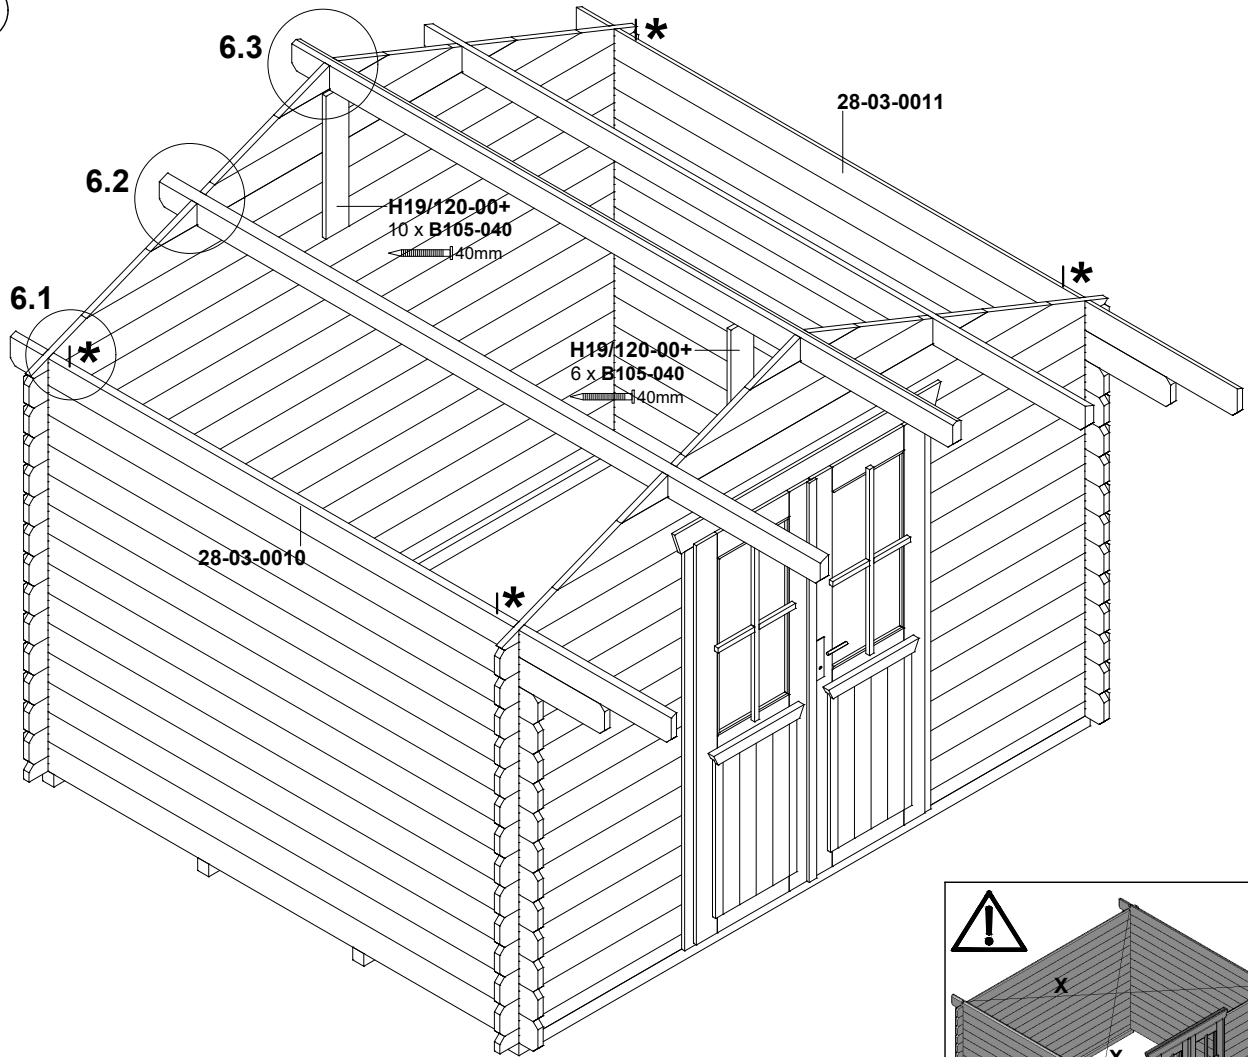 6.3
*
28-03-0011
6.2
H19/120-00+
10 x B105-040
40mm
*
6.1
*
H19/120-00+
6 x B105-040
40mm
28-03-0010
*
!
X
X